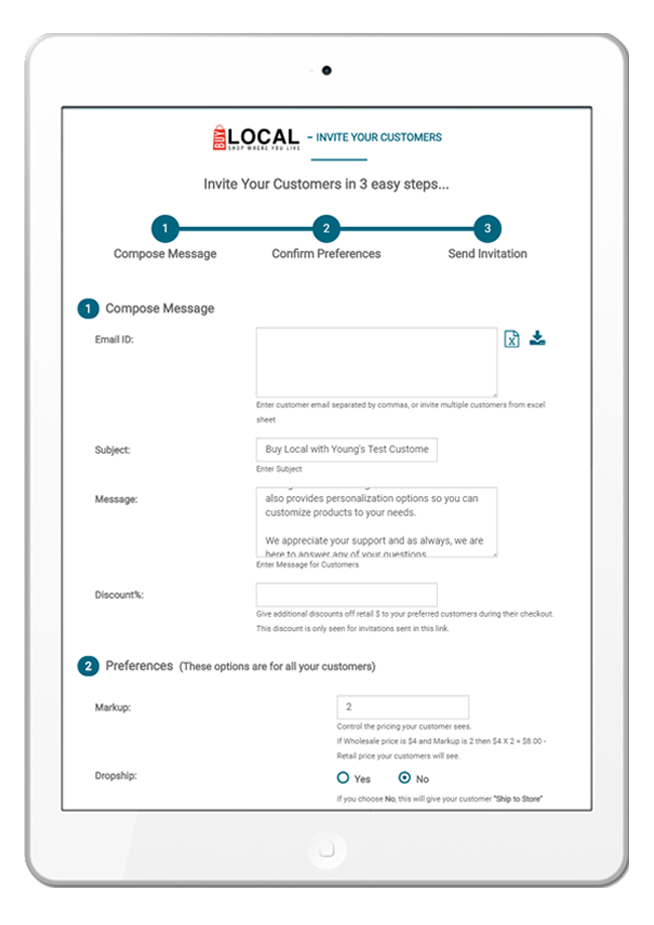 BUY LOCAL - INVITE YOUR CUSTOMERS
SHOP WHERE YOU LIVE
Invite Your Customers in 3 easy steps...
1 2 3
Compose Message Confirm Preferences Send Invitation
1 Compose Message
Email ID:
Enter customer email separated by commas, or invite multiple customers from excel
sheet
Subject: Buy Local with Young's Test Custome
Enter Subject
Message:
also provides personalization options so you can
customize products to your needs.
We appreciate your support and as always, we are
here to answer any of your questions
Enter Message for Customers
Discount%:
Give additional discounts off retail $ to your preferred customers during their checkout.
This discount is only seen for invitations sent in this link.
2 Preferences (These options are for all your customers)
Markup: 2
Control the pricing your customer sees.
If Wholesale price is $4 and Markup is 2 then $4 X 2 = $8.00 -
Retail price your customers will see.
Dropship: Yes No
If you choose No, this will give your customer "Ship to Store"